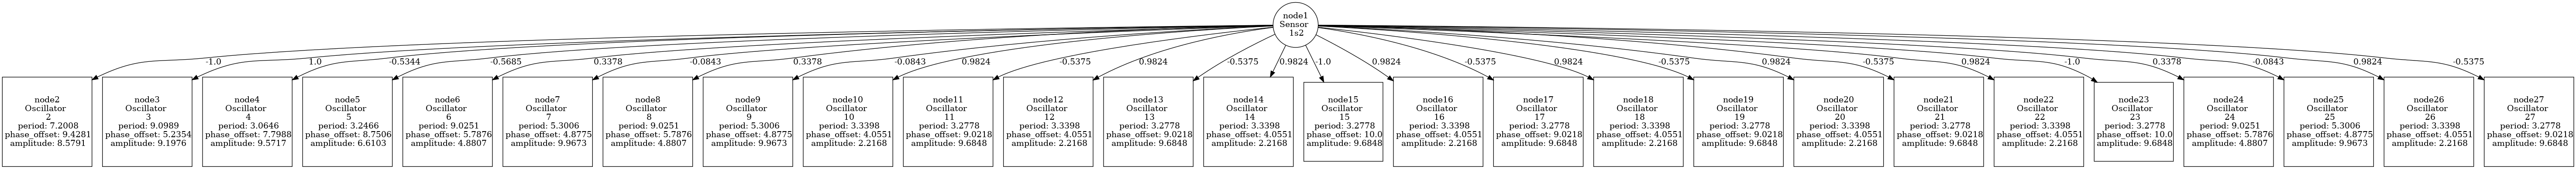 node1
Sensor
1s2
-1.0
1.0
-0.5344
-0.5685
0.3378
-0.0843
0.3378
-0.0843
0.9824
-0.5375
0.9824
-0.5375
0.9824
-1.0
0.9824
-0.5375
0.9824
-0.5375
0.9824
-0.5375
0.9824
-1.0
0.3378
-0.0843
0.9824
-0.5375
node2
Oscillator
2
period: 7.2008
phase_offset: 9.4281
amplitude: 8.5791
node3
Oscillator
3
period: 9.0989
phase_offset: 5.2354
amplitude: 9.1976
node4
Oscillator
4
period: 3.0646
phase_offset: 7.7988
amplitude: 9.5717
node5
Oscillator
5
period: 3.2466
phase_offset: 8.7506
amplitude: 6.6103
node6
Oscillator
6
period: 9.0251
phase_offset: 5.7876
amplitude: 4.8807
node7
Oscillator
7
period: 5.3006
phase_offset: 4.8775
amplitude: 9.9673
node8
Oscillator
8
period: 9.0251
phase_offset: 5.7876
amplitude: 4.8807
node9
Oscillator
9
period: 5.3006
phase_offset: 4.8775
amplitude: 9.9673
node10
Oscillator
10
period: 3.3398
phase_offset: 4.0551
amplitude: 2.2168
node11
Oscillator
11
period: 3.2778
phase_offset: 9.0218
amplitude: 9.6848
node12
Oscillator
12
period: 3.3398
phase_offset: 4.0551
amplitude: 2.2168
node13
Oscillator
13
period: 3.2778
phase_offset: 9.0218
amplitude: 9.6848
node14
Oscillator
14
period: 3.3398
phase_offset: 4.0551
amplitude: 2.2168
node15
Oscillator
15
period: 3.2778
phase_offset: 10.0
amplitude: 9.6848
node16
Oscillator
16
period: 3.3398
phase_offset: 4.0551
amplitude: 2.2168
node17
Oscillator
17
period: 3.2778
phase_offset: 9.0218
amplitude: 9.6848
node18
Oscillator
18
period: 3.3398
phase_offset: 4.0551
amplitude: 2.2168
node19
Oscillator
19
period: 3.2778
phase_offset: 9.0218
amplitude: 9.6848
node20
Oscillator
20
period: 3.3398
phase_offset: 4.0551
amplitude: 2.2168
node21
Oscillator
21
period: 3.2778
phase_offset: 9.0218
amplitude: 9.6848
node22
Oscillator
22
period: 3.3398
phase_offset: 4.0551
amplitude: 2.2168
node23
Oscillator
23
period: 3.2778
phase_offset: 10.0
amplitude: 9.6848
node24
Oscillator
24
period: 9.0251
phase_offset: 5.7876
amplitude: 4.8807
node25
Oscillator
25
period: 5.3006
phase_offset: 4.8775
amplitude: 9.9673
node26
Oscillator
26
period: 3.3398
phase_offset: 4.0551
amplitude: 2.2168
node27
Oscillator
27
period: 3.2778
phase_offset: 9.0218
amplitude: 9.6848